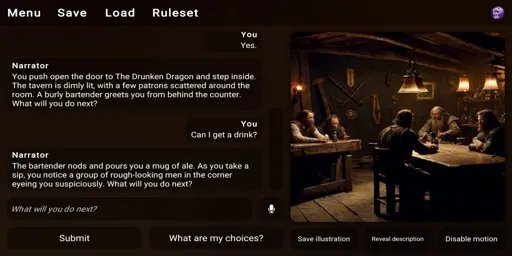 Menu Save Load Ruleset
You
Yes.
Narrator
You push open the door to The Drunken Dragon and step inside.
The tavern is dimly lit, with a few patrons scattered around the
room. A burly bartender greets you from behind the counter.
What will you do next?
You
Can I get a drink?
Narrator
The bartender nods and pours you a mug of ale. As you take a
sip, you notice a group of rough-looking men in the corner
eyeing you suspiciously. What will you do next?
What will you do next?
Submit
What are my choices?
Save illustration
Reveal description
Disable motion